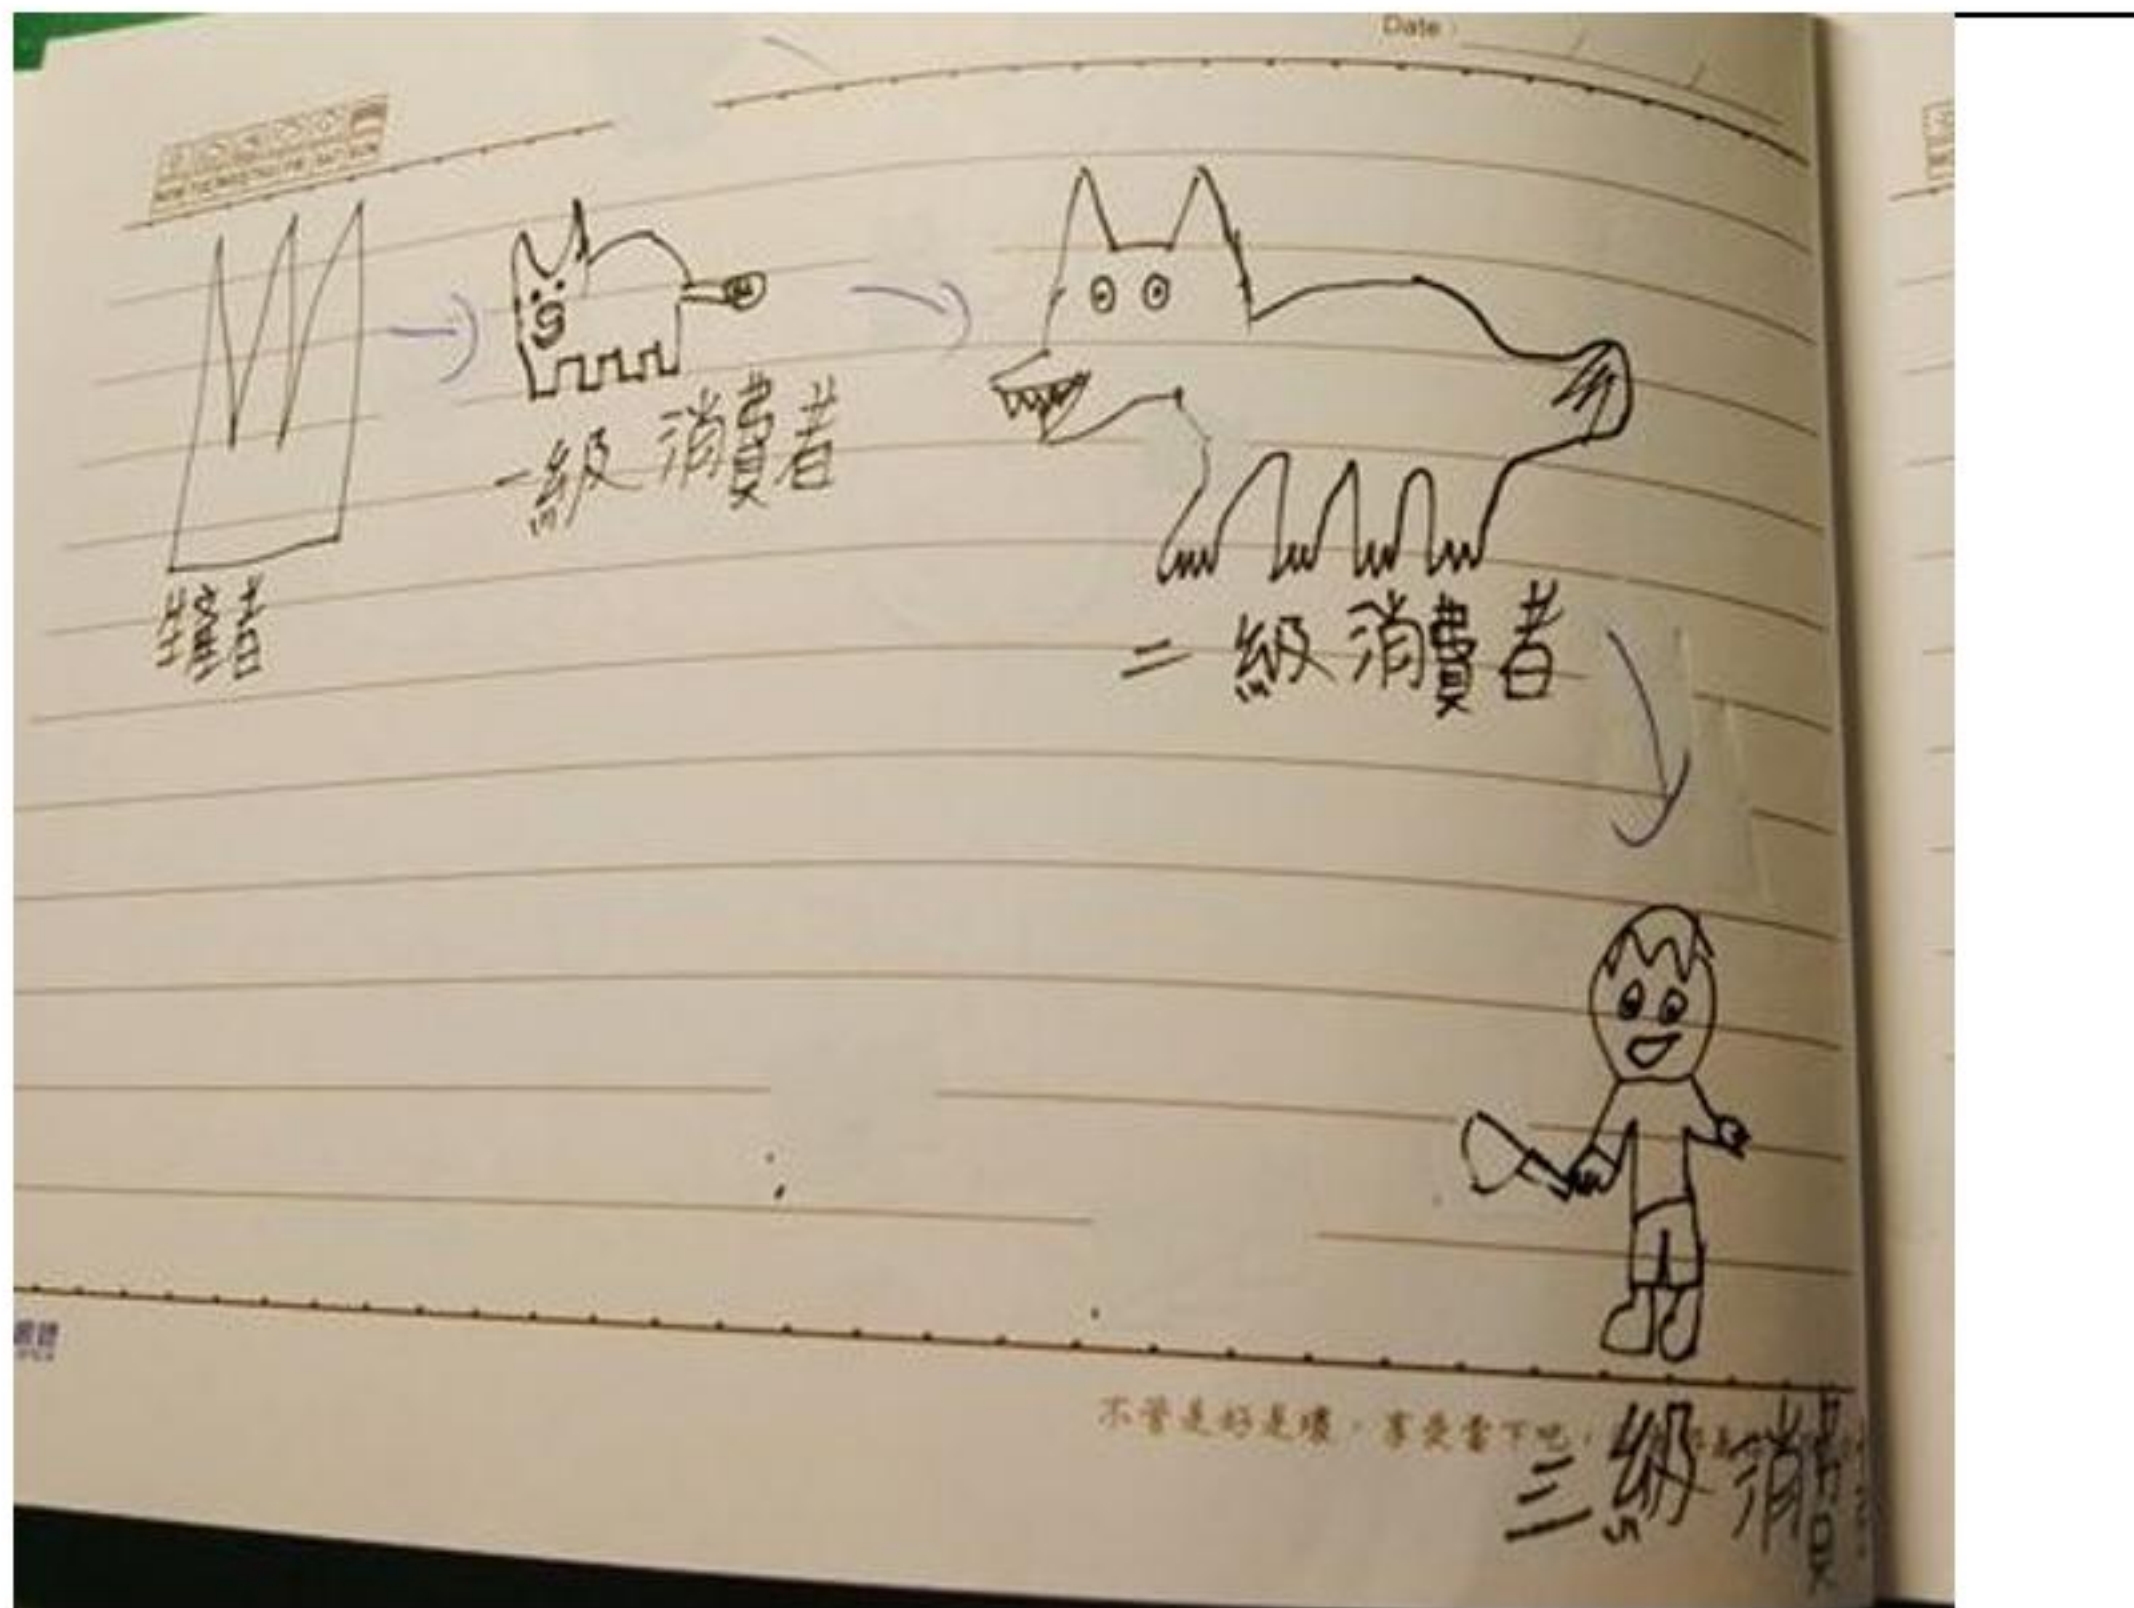 Date：
生產者
一級消費者
二級消費者
不管是好是壞，享受當下吧，
三級消費